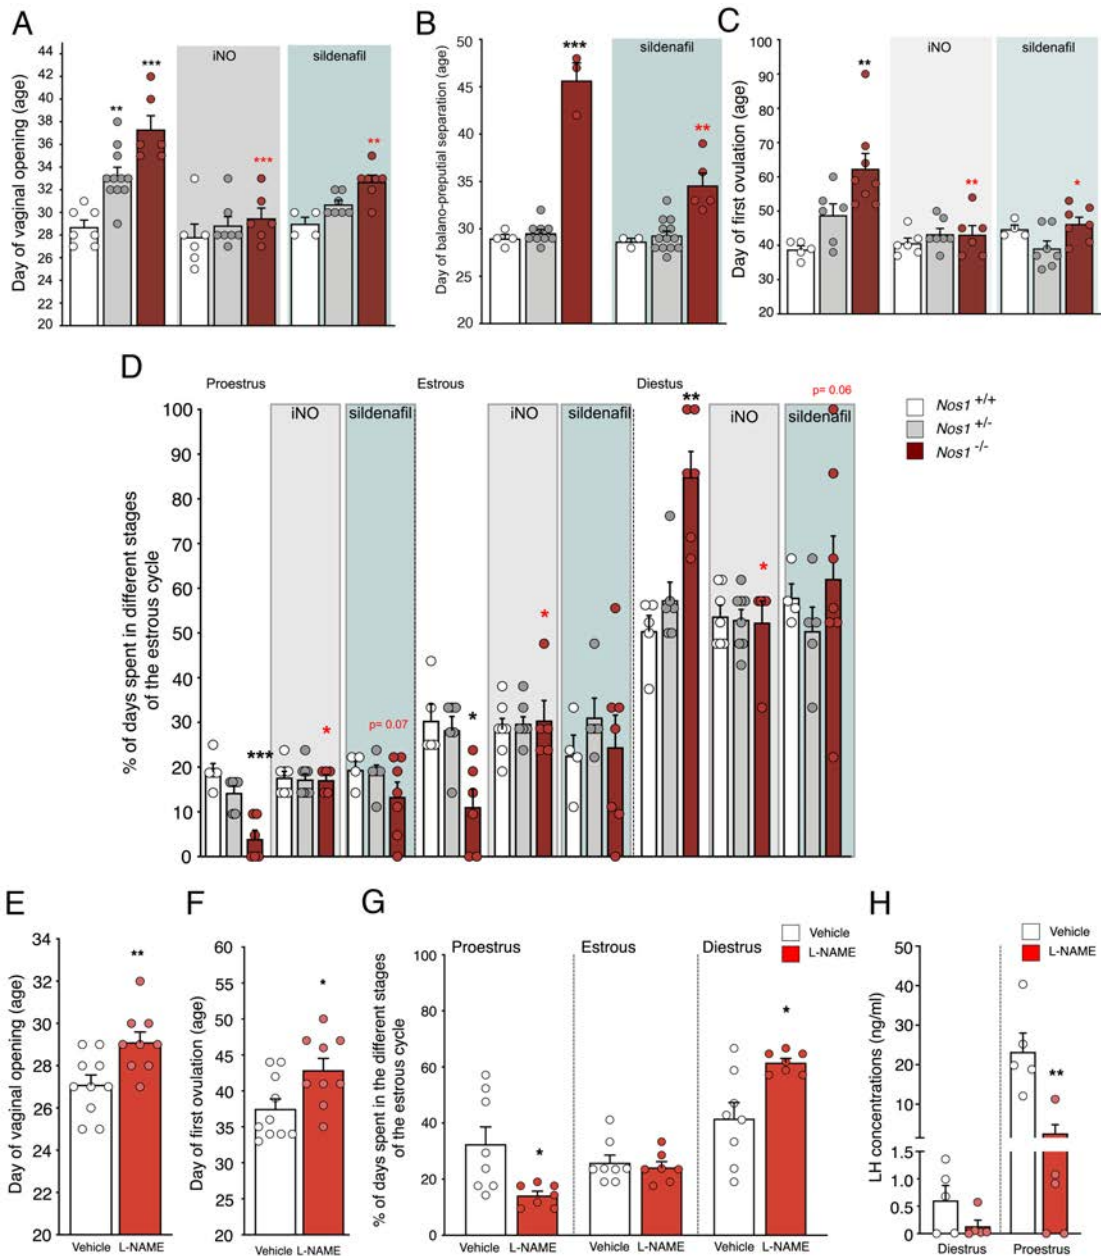 A
Day of vaginal opening (age)
44
42
40
38
36
34
32
30
28
26
24
22
20
**
***
iNO
***
sildenafil
**
B
Day of balano-preputial separation (age)
50
45
40
35
30
25
20
***
sildenafil
**
C
Day of first ovulation (age)
100
90
80
70
60
50
40
30
20
**
iNO
**
sildenafil
*
D
Proestrus
Estrous
Diestus
% of days spent in different stages
of the estrous cycle
100
90
80
70
60
50
40
30
20
10
0
***
iNO
*
sildenafil
p= 0.07
*
iNO
*
sildenafil
**
iNO
*
p= 0.06
sildenafil
Nos1 +/+
Nos1 +/-
Nos1 -/-
E
Day of vaginal opening (age)
34
32
30
28
26
24
22
20
**
Vehicle L-NAME
F
Day of first ovulation (age)
60
55
50
45
40
35
30
25
20
*
Vehicle L-NAME
G
Vehicle
L-NAME
Proestrus
Estrous
Diestrus
% of days spent in the different stages
of the estrous cycle
100
80
60
40
20
0
*
*
Vehicle L-NAME
Vehicle L-NAME
Vehicle L-NAME
H
Vehicle
L-NAME
LH concentrations (ng/ml)
50
40
30
20
10
1.5
1.0
0.5
0.0
**
Diestrus
Proestrus